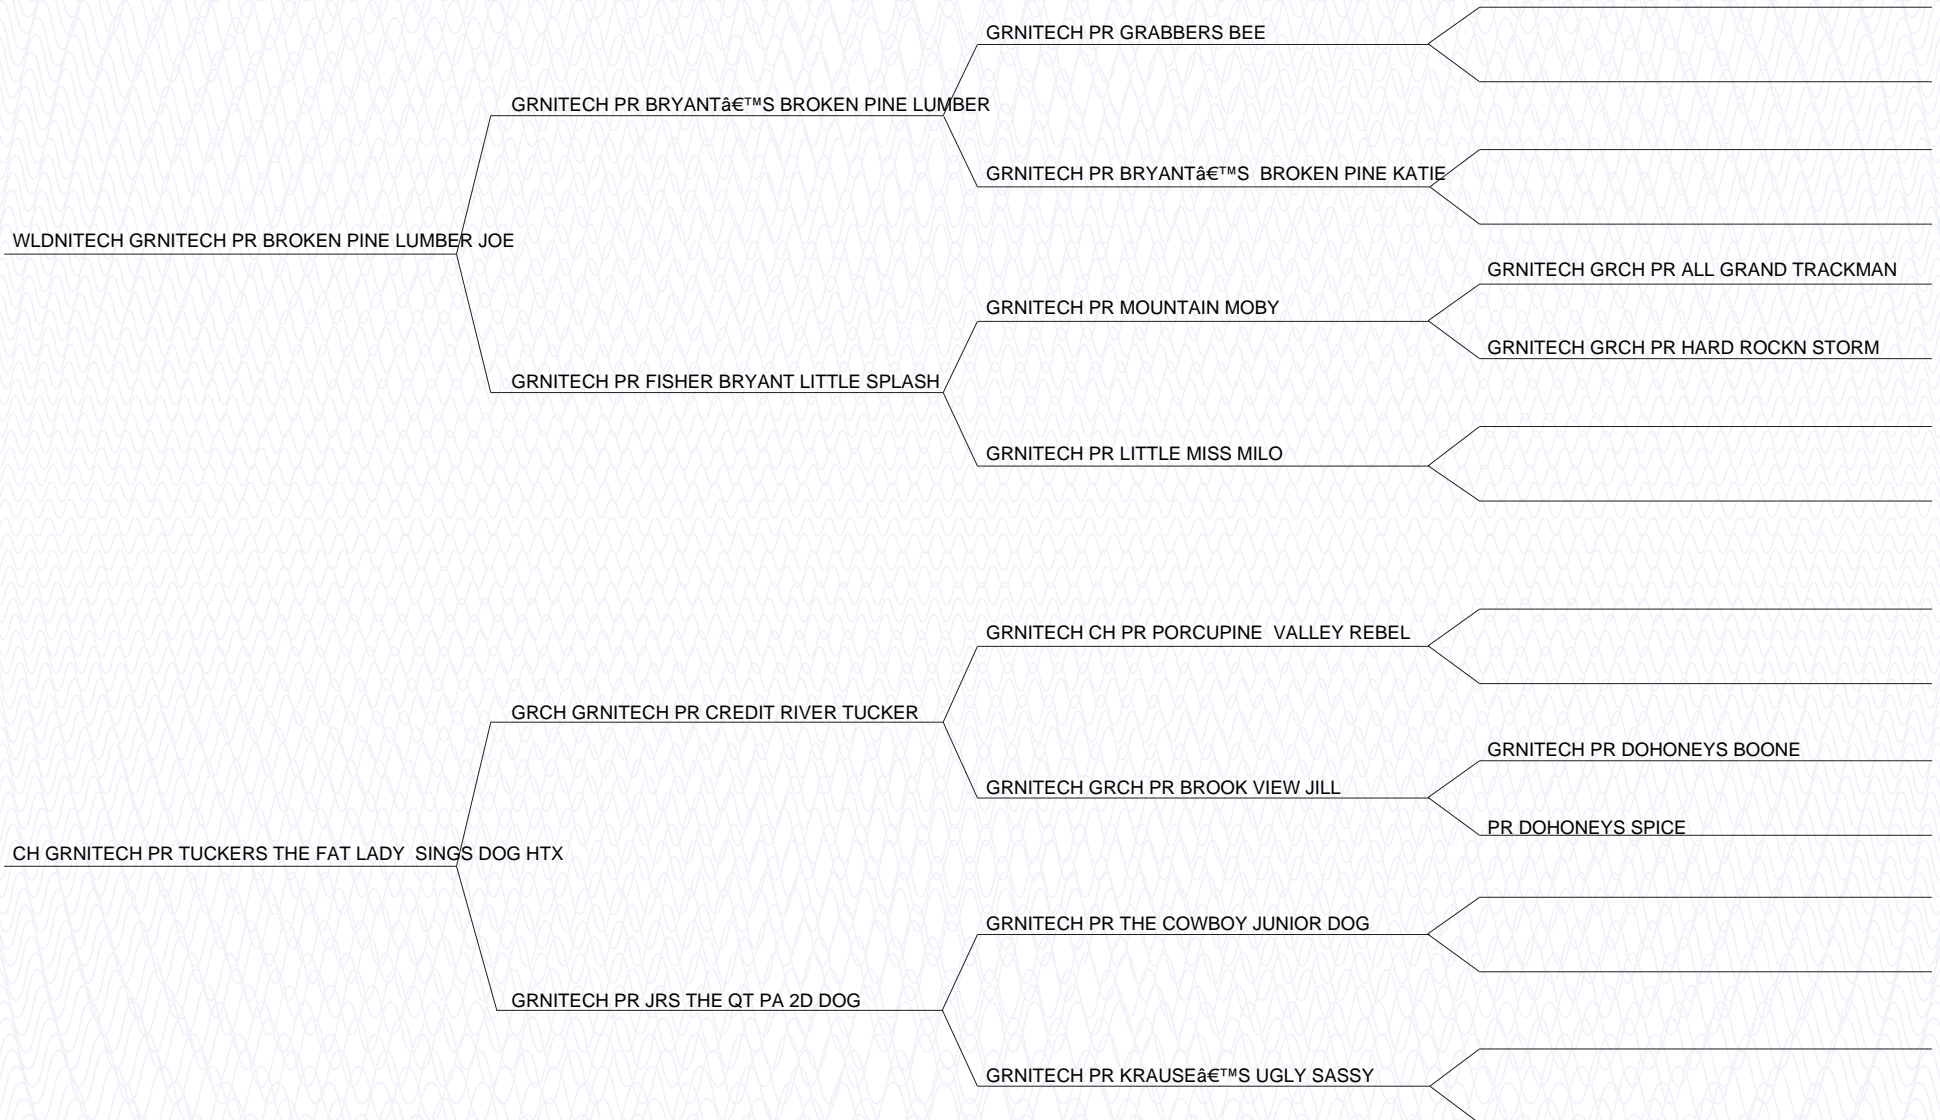 GRNITECH PR GRABBERS BEE
GRNITECH PR BRYANTâ€™S BROKEN PINE LUMBER
GRNITECH PR BRYANTâ€™S  BROKEN PINE KATIE
WLDNITECH GRNITECH PR BROKEN PINE LUMBER JOE
GRNITECH GRCH PR ALL GRAND TRACKMAN
GRNITECH PR MOUNTAIN MOBY
GRNITECH GRCH PR HARD ROCKN STORM
GRNITECH PR FISHER BRYANT LITTLE SPLASH
GRNITECH PR LITTLE MISS MILO
GRNITECH CH PR PORCUPINE  VALLEY REBEL
GRCH GRNITECH PR CREDIT RIVER TUCKER
GRNITECH PR DOHONEYS BOONE
GRNITECH GRCH PR BROOK VIEW JILL
PR DOHONEYS SPICE
CH GRNITECH PR TUCKERS THE FAT LADY  SINGS DOG HTX
GRNITECH PR THE COWBOY JUNIOR DOG
GRNITECH PR JRS THE QT PA 2D DOG
GRNITECH PR KRAUSEâ€™S UGLY SASSY